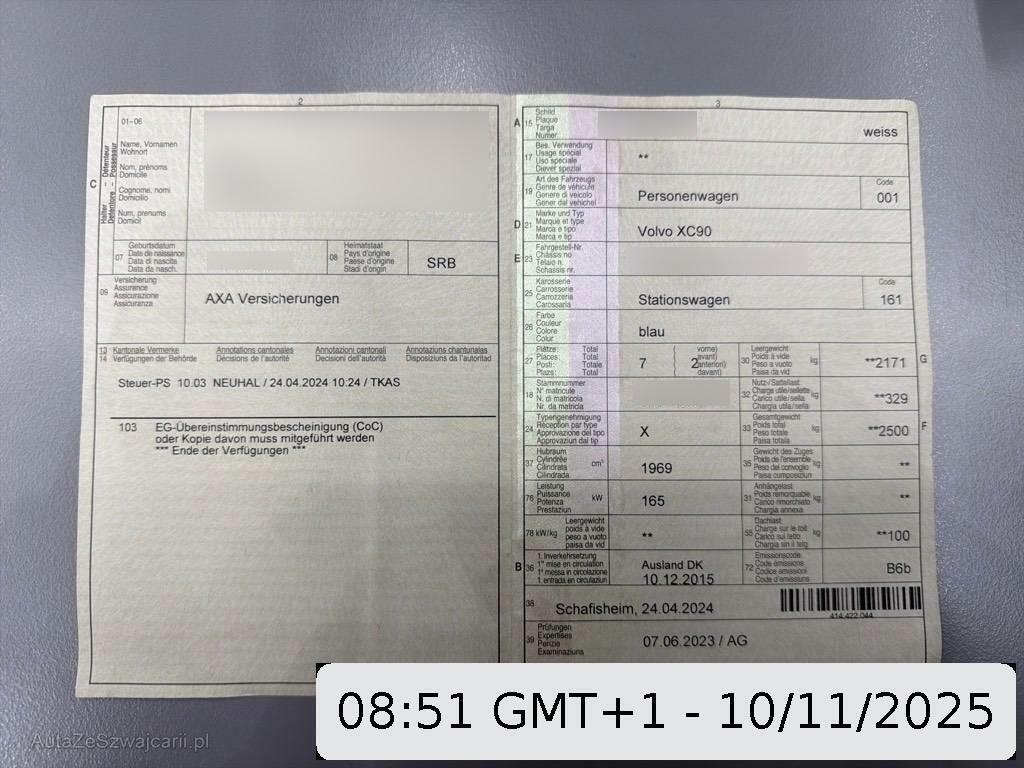 2
01-06
C
Halter
Détenteur
Detentore
Possessur
Name, Vornamen
Wohnort
Nom, prénoms
Domicile
Cognome, nomi
Domicilio
Num, prenums
Domicil
07
Geburtsdatum
Date de naissance
Data di nascita
Data da nasch.
08
Heimatstaat
Pays d'origine
Paese d'origine
Stadi d'origin
SRB
09
Versicherung
Assurance
Assicurazione
Assicuranza
AXA Versicherungen
13 Kantonale Vermerke Annotations cantonales Annotazioni cantonali Annotaziuns chantunalas
14 Verfügungen der Behörde Décisions de l'autorité Decisioni dell'autorità Disposiziuns da l'autoritad
Steuer-PS 10.03 NEUHAL / 24.04.2024 10:24 / TKAS
103 EG-Übereinstimmungsbescheinigung (CoC)
oder Kopie davon muss mitgeführt werden
*** Ende der Verfügungen ***
3
A 15
Schild
Plaque
Targa
Numer
weiss
17
Bes. Verwendung
Usage spécial
Uso speciale
Diever spezial
**
19
Art des Fahrzeugs
Genre de véhicule
Genere di veicolo
Gener dal vehichel
Personenwagen
Code
001
D 21
Marke und Typ
Marque et type
Marca e tipo
Marca e tip
Volvo XC90
E 23
Fahrgestell-Nr.
Châssis no
Telaio n.
Schassis nr.
25
Karosserie
Carrosserie
Carrozzeria
Carossaria
Stationswagen
Code
161
26
Farbe
Couleur
Colore
Colur
blau
27
Plätze: Total
Places: Total
Posti: Totale
Plazs: Total
7
( vorne)
( avant)
2
(anteriori)
( davant)
30
Leergewicht
Poids à vide
Peso a vuoto
Paisa da vid
kg
**2171
G
18
Stammnummer
N° matricule
N. di matricola
Nr. da matricla
32
Nutz-/Sattellast
Charge utile/sellette
Carico utile/sella
Chargia utila/sella
kg
**329
24
Typengenehmigung
Réception par type
Approvazione del tipo
Approvaziun dal tip
X
33
Gesamtgewicht
Poids total
Peso totale
Paisa totala
kg
**2500
F
37
Hubraum
Cylindrée
Cilindrata
Cilindrada
cm³
1969
35
Gewicht des Zuges
Poids de l'ensemble
Peso del convoglio
Paisa cumposiziun
kg
**
76
Leistung
Puissance
Potenza
Prestaziun
kW
165
31
Anhängelast
Poids remorquable
Carico rimorchiato
Chargia annexa
kg
**
78 kW/kg
Leergewicht
poids à vide
peso a vuoto
paisa da vid
**
55
Dachlast
Charge sur le toit
Carico sul tetto
Chargia sin il tetg
kg
**100
B 36
1. Inverkehrsetzung
1re mise en circulation
1a messa in circolazione
1. entrada en circulaziun
Ausland DK
10.12.2015
72
Emissionscode
Code émissions
Codice emissioni
Code d'emissiuns
B6b
38
Schafisheim, 24.04.2024
414.422.044
39
Prüfungen
Expertises
Perizie
Examinaziuns
07.06.2023 / AG
AutaZeSzwajcarii.pl
08:51 GMT+1 - 10/11/2025